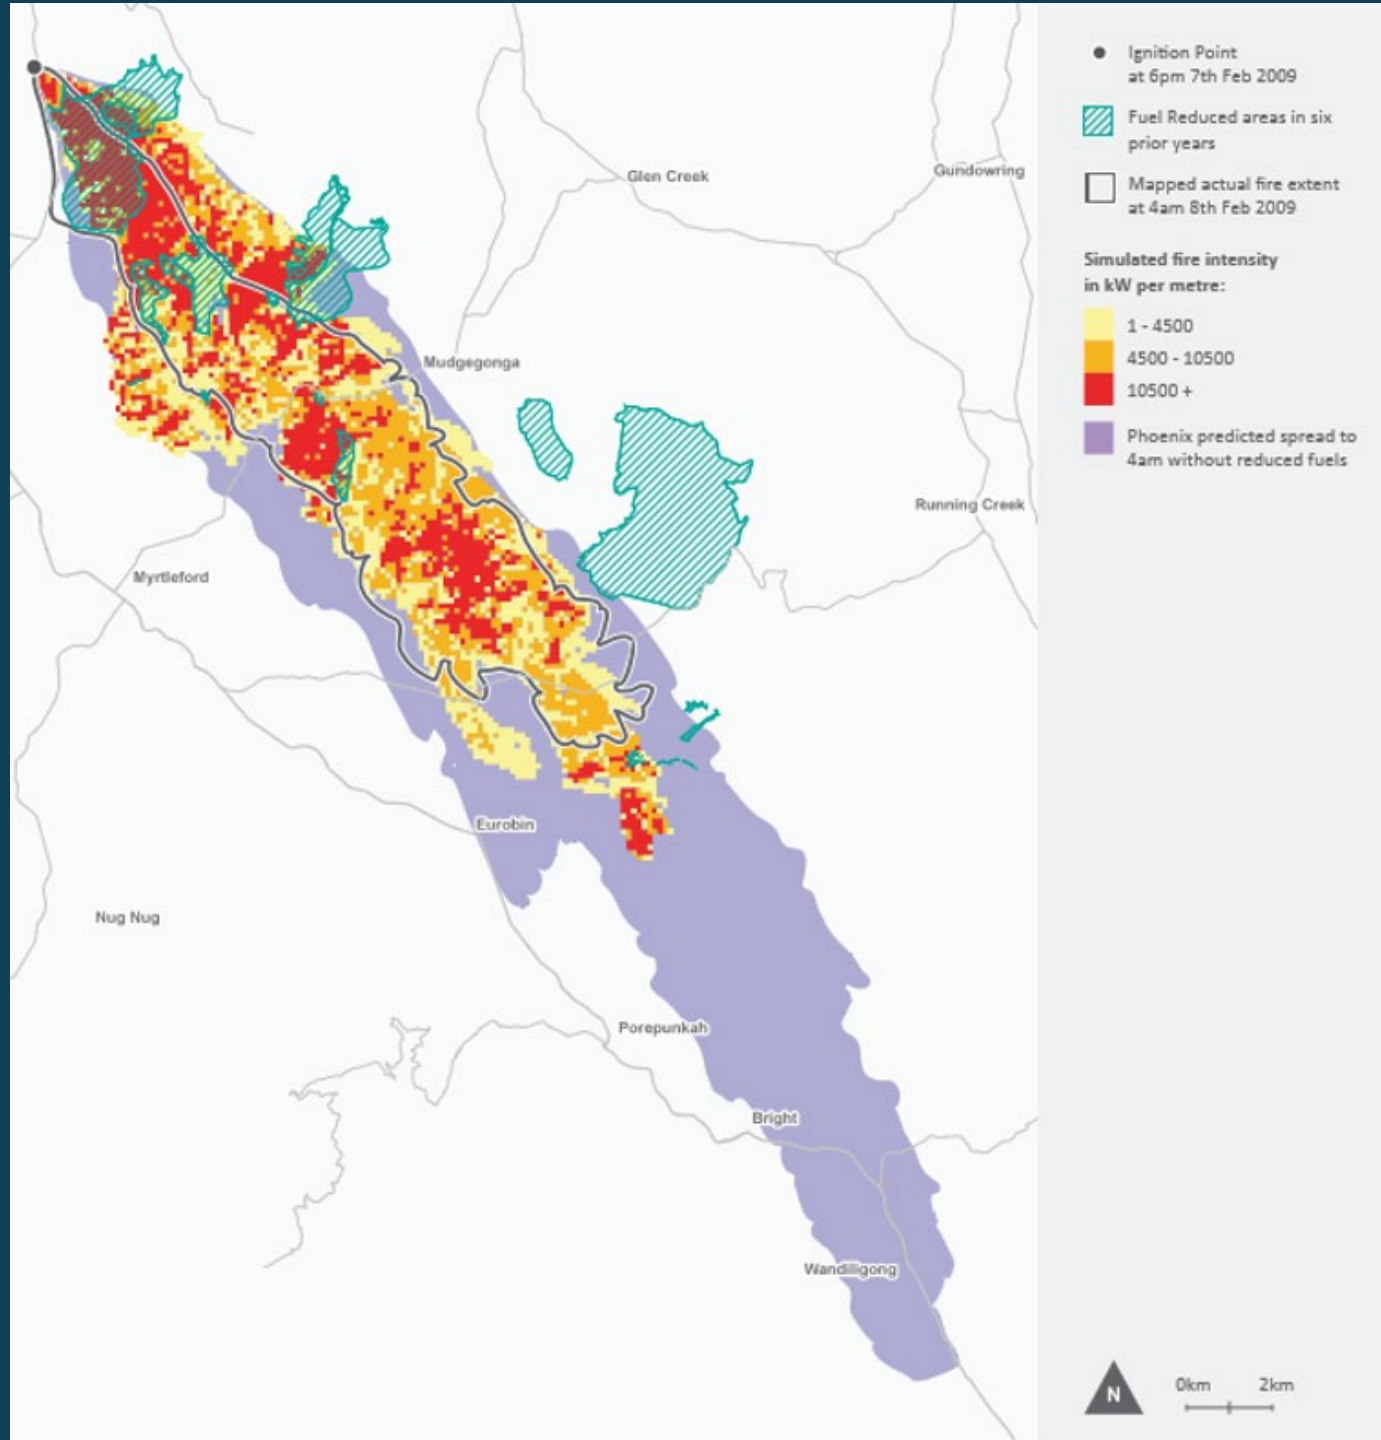 Ignition Point
at 6pm 7th Feb 2009
Fuel Reduced areas in six
prior years
Mapped actual fire extent
at 4am 8th Feb 2009
Simulated fire intensity
in kW per metre:
1 - 4500
4500 - 10500
10500 +
Phoenix predicted spread to
4am without reduced fuels
Glen Creek
Gundowring
Mudgegonga
Running Creek
Myrtleford
Eurobin
Nug Nug
Porepunkah
Bright
Wandiligong
N
0km 2km